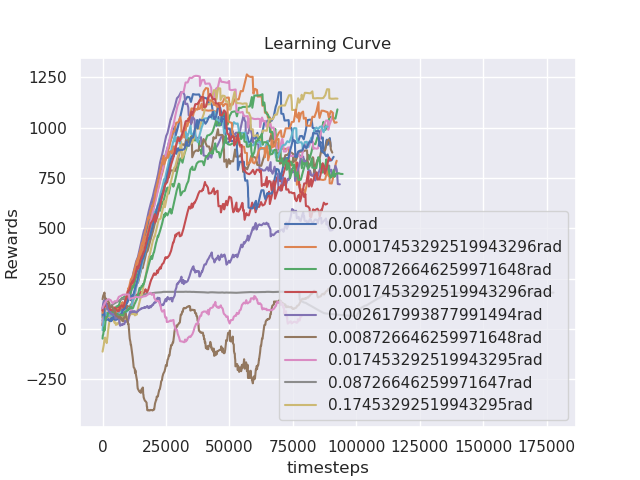 Learning Curve
1250
1000
750
500
250
0
−250
Rewards
0.0rad
0.00017453292519943296rad
0.0008726646259971648rad
0.0017453292519943296rad
0.002617993877991494rad
0.008726646259971648rad
0.017453292519943295rad
0.08726646259971647rad
0.17453292519943295rad
0 25000 50000 75000 100000 125000 150000 175000
timesteps